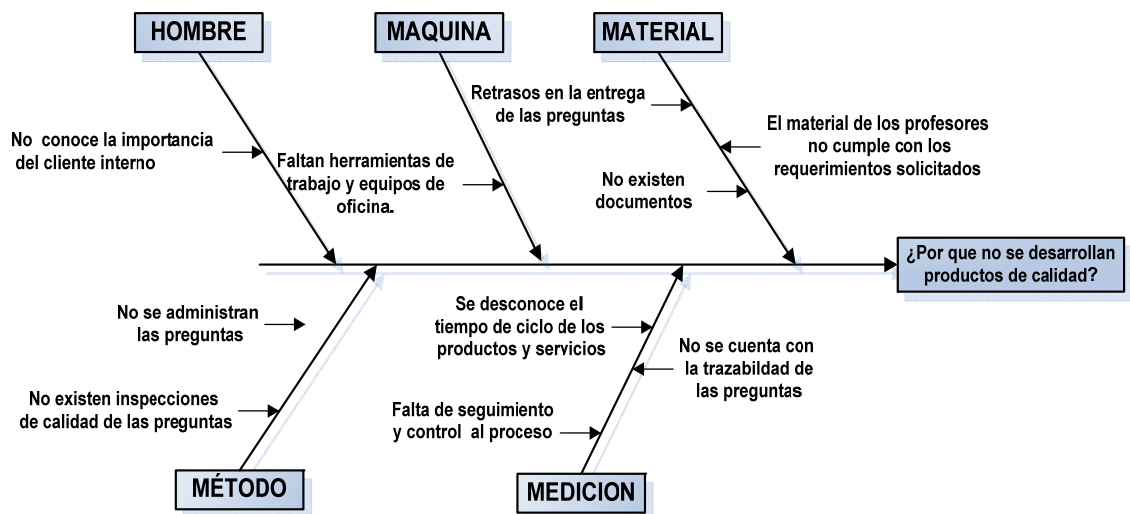 HOMBRE
MAQUINA
MATERIAL
No conoce la importancia
del cliente interno
Faltan herramientas de
trabajo y equipos de
oficina.
Retrasos en la entrega
de las preguntas
El material de los profesores
no cumple con los
requerimientos solicitados
No existen
documentos
¿Por que no se desarrollan
productos de calidad?
No se administran
las preguntas
No existen inspecciones
de calidad de las preguntas
Se desconoce el
tiempo de ciclo de los
productos y servicios
No se cuenta con
la trazabildad de
las preguntas
Falta de seguimiento
y control al proceso
MÉTODO
MEDICION